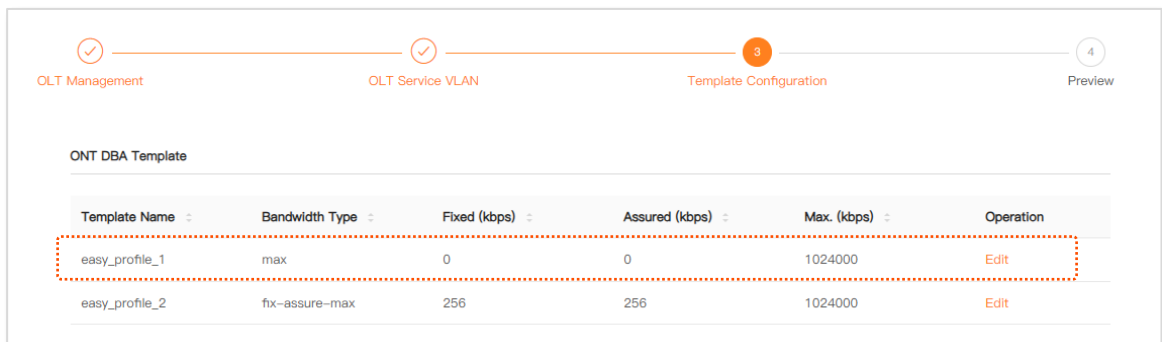 3 4
OLT Management OLT Service VLAN Template Configuration Preview
ONT DBA Template
Template Name Bandwidth Type Fixed (kbps) Assured (kbps) Max. (kbps) Operation
easy_profile_1 max 0 0 1024000 Edit
easy_profile_2 fix-assure-max 256 256 1024000 Edit